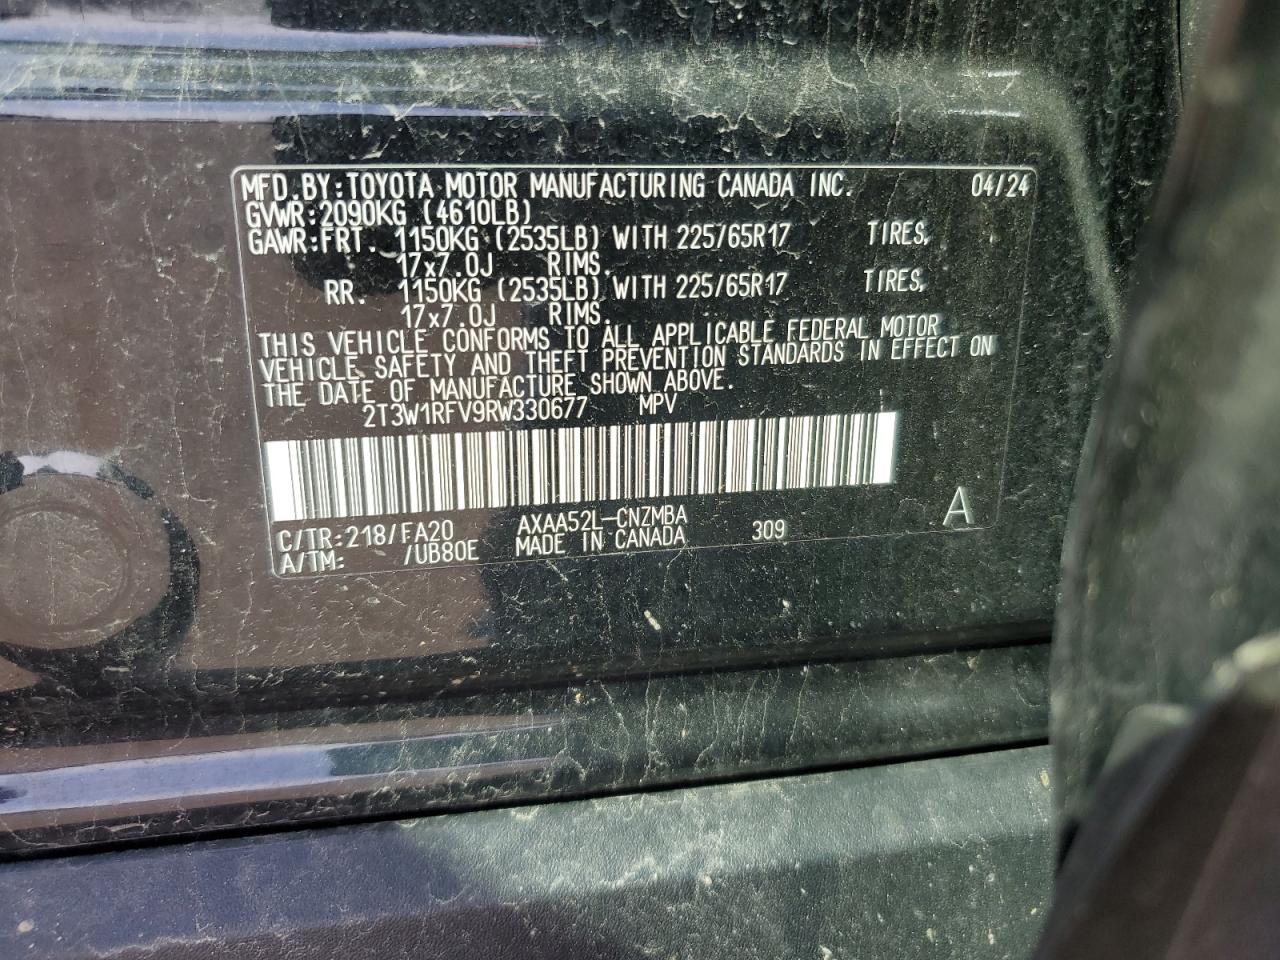 MFD.BY:TOYOTA MOTOR MANUFACTURING CANADA INC. 04/24
GVWR:2090KG (4610LB)
GAWR:FRT. 1150KG (2535LB) WITH 225/65R17 TIRES,
17x7.0J RIMS.
RR. 1150KG (2535LB) WITH 225/65R17 TIRES,
17x7.0J RIMS.
THIS VEHICLE CONFORMS TO ALL APPLICABLE FEDERAL MOTOR
VEHICLE SAFETY AND THEFT PREVENTION STANDARDS IN EFFECT ON
THE DATE OF MANUFACTURE SHOWN ABOVE.
2T3W1RFV9RW330677 MPV
C/TR:218/FA20 AXAA52L-CNZMBA 309 A
A/TM: /UB80E MADE IN CANADA